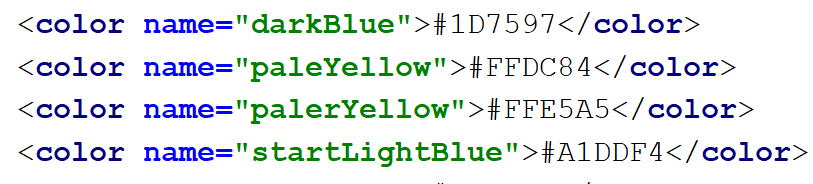 <color name="darkBlue">#1D7597</color>
<color name="paleYellow">#FFDC84</color>
<color name="palerYellow">#FFE5A5</color>
<color name="startLightBlue">#A1DDF4</color>